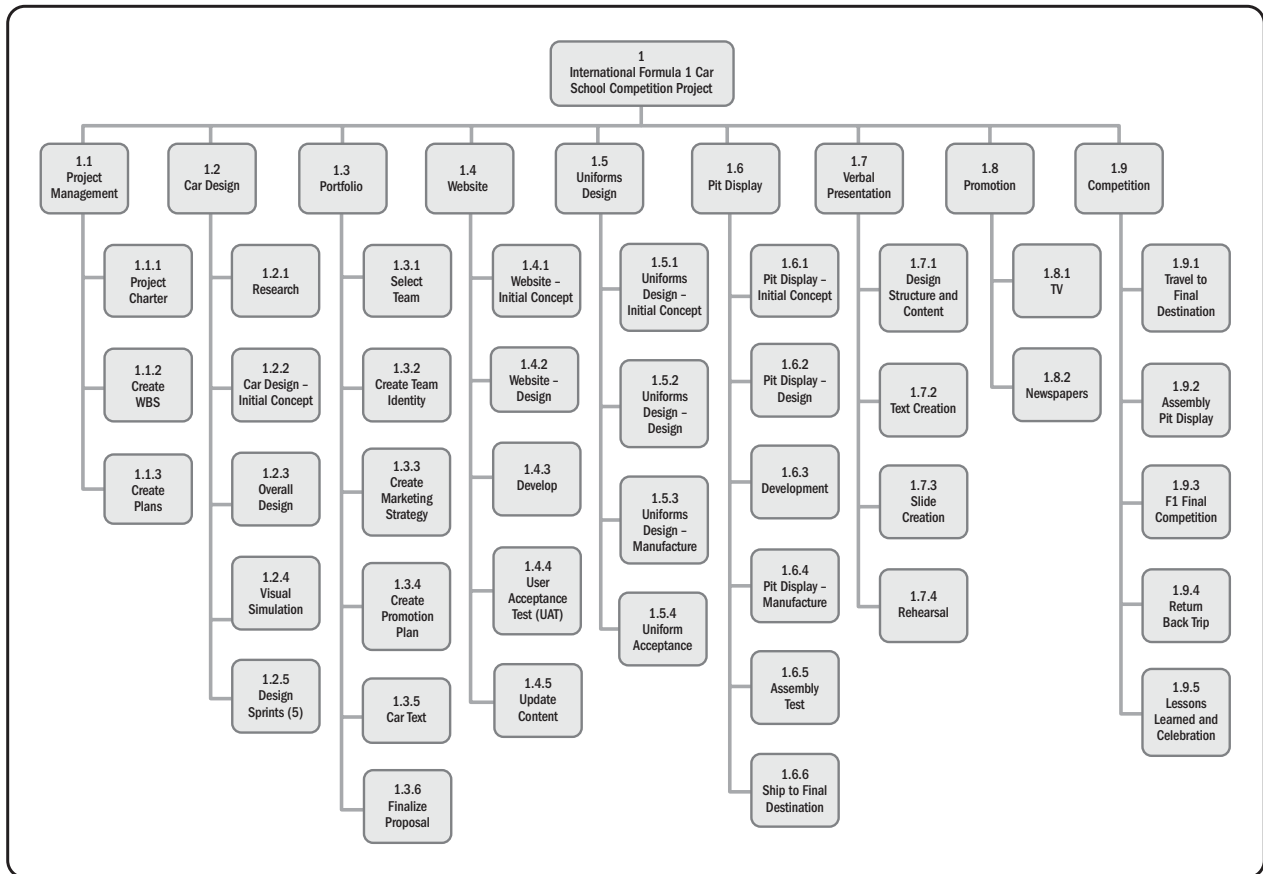 1
International Formula 1 Car
School Competition Project
1.1
Project
Management
1.2
Car Design
1.3
Portfolio
1.4
Website
1.5
Uniforms
Design
1.6
Pit Display
1.7
Verbal
Presentation
1.8
Promotion
1.9
Competition
1.1.1
Project
Charter
1.1.2
Create
WBS
1.1.3
Create
Plans
1.2.1
Research
1.2.2
Car Design –
Initial Concept
1.2.3
Overall
Design
1.2.4
Visual
Simulation
1.2.5
Design
Sprints (5)
1.3.1
Select
Team
1.3.2
Create Team
Identity
1.3.3
Create
Marketing
Strategy
1.3.4
Create
Promotion
Plan
1.3.5
Car Text
1.3.6
Finalize
Proposal
1.4.1
Website –
Initial Concept
1.4.2
Website –
Design
1.4.3
Develop
1.4.4
User
Acceptance
Test (UAT)
1.4.5
Update
Content
1.5.1
Uniforms
Design –
Initial Concept
1.5.2
Uniforms
Design –
Design
1.5.3
Uniforms
Design –
Manufacture
1.5.4
Uniform
Acceptance
1.6.1
Pit Display –
Initial Concept
1.6.2
Pit Display –
Design
1.6.3
Development
1.6.4
Pit Display –
Manufacture
1.6.5
Assembly
Test
1.6.6
Ship to Final
Destination
1.7.1
Design
Structure and
Content
1.7.2
Text Creation
1.7.3
Slide
Creation
1.7.4
Rehearsal
1.8.1
TV
1.8.2
Newspapers
1.9.1
Travel to
Final
Destination
1.9.2
Assembly
Pit Display
1.9.3
F1 Final
Competition
1.9.4
Return
Back Trip
1.9.5
Lessons
Learned and
Celebration